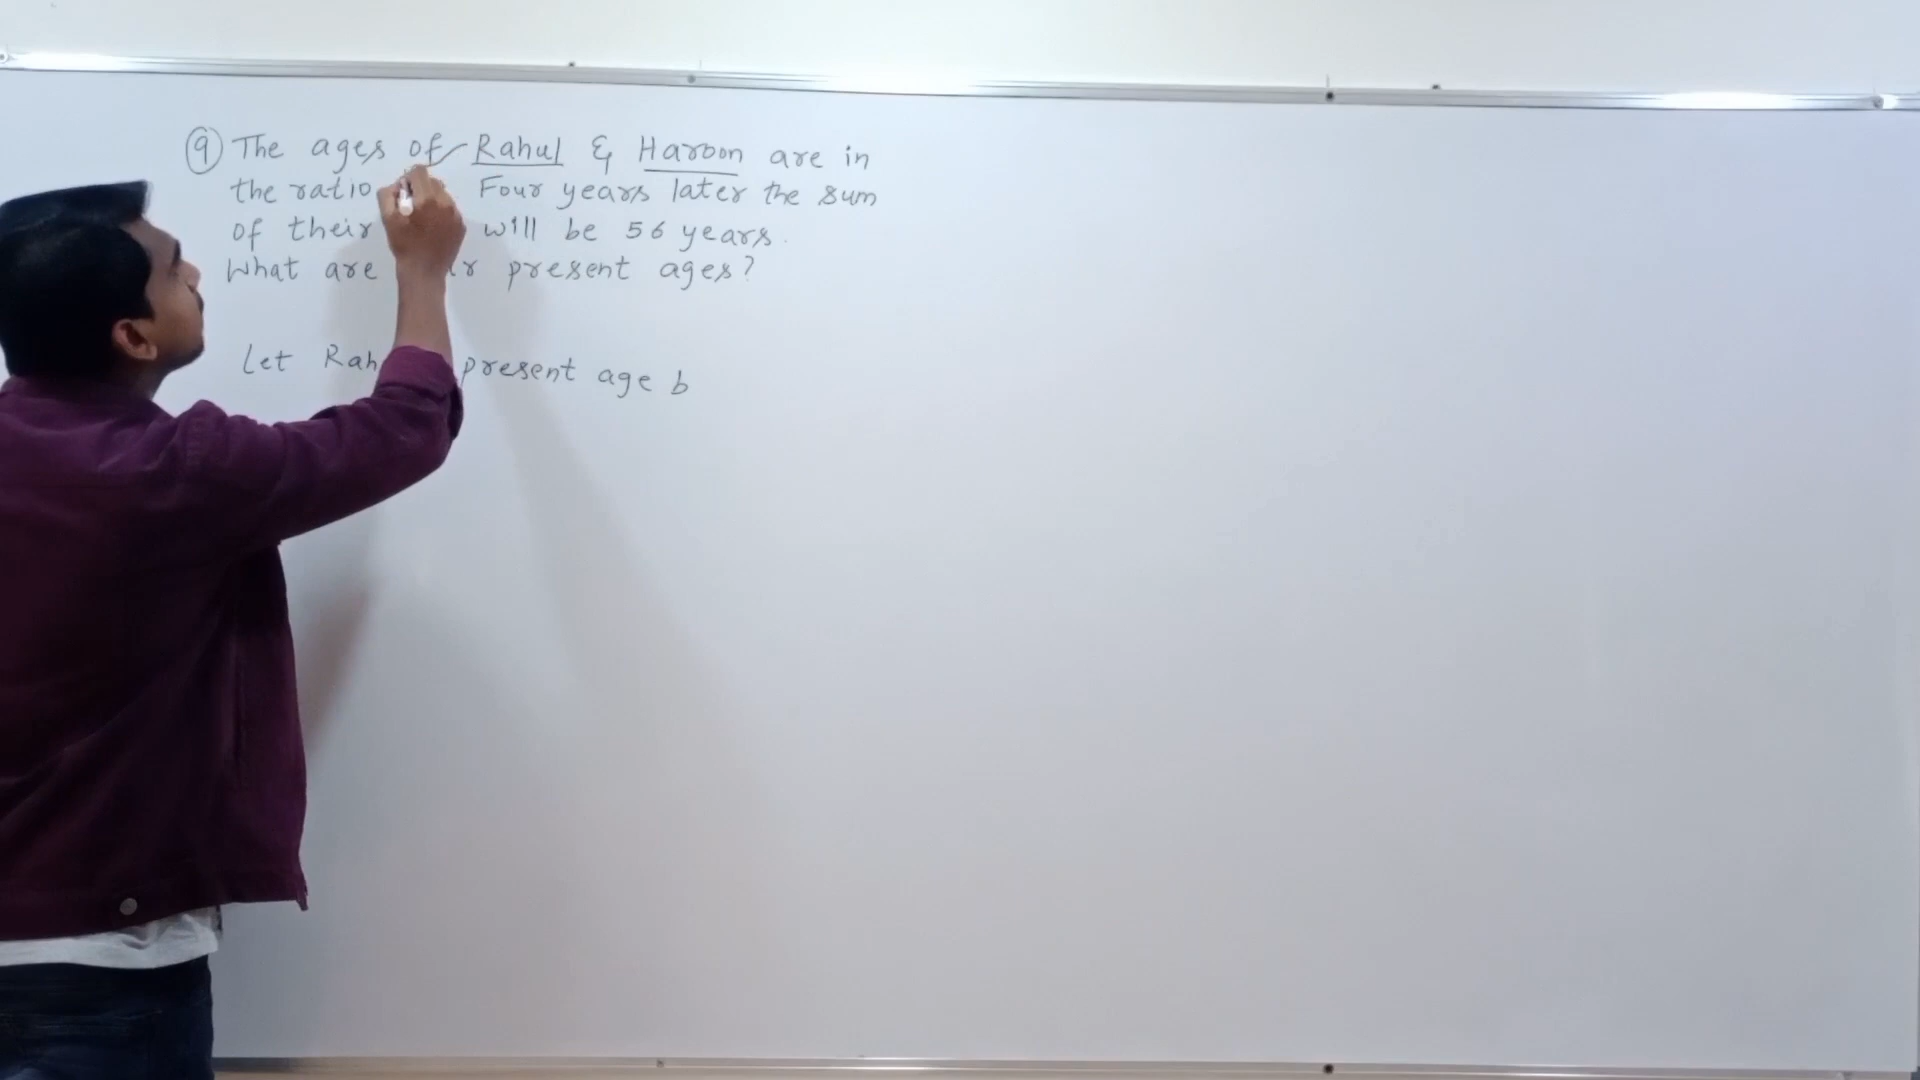 9 The ages of Rahul & Haroon are in
the ratio Four years later the sum
of their will be 56 years.
What are present ages?
Let present age b